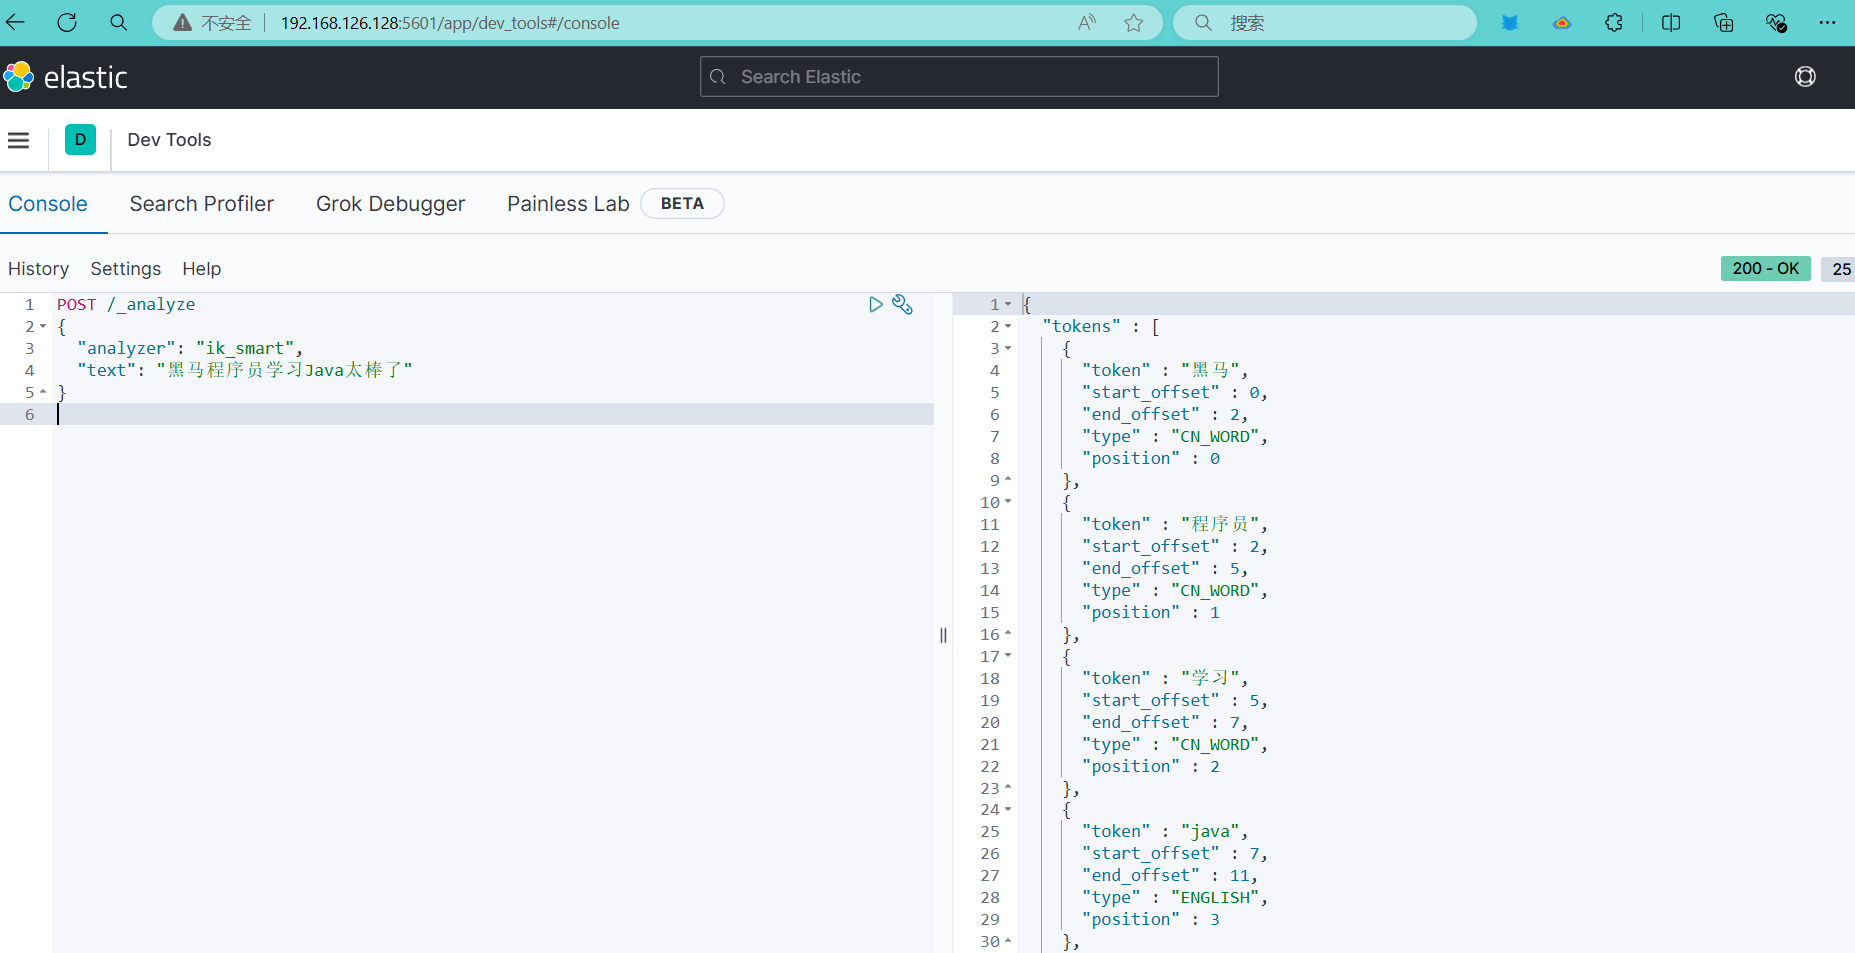 不安全 192.168.126.128:5601/app/dev_tools#/console 搜索
elastic Search Elastic
D Dev Tools
Console Search Profiler Grok Debugger Painless Lab BETA
History Settings Help 200 - OK 25
1 POST /_analyze
2 {
3 "analyzer": "ik_smart",
4 "text": "黑马程序员学习Java太棒了"
5 }
6
1 {
2 "tokens" : [
3 {
4 "token" : "黑马",
5 "start_offset" : 0,
6 "end_offset" : 2,
7 "type" : "CN_WORD",
8 "position" : 0
9 },
10 {
11 "token" : "程序员",
12 "start_offset" : 2,
13 "end_offset" : 5,
14 "type" : "CN_WORD",
15 "position" : 1
16 },
17 {
18 "token" : "学习",
19 "start_offset" : 5,
20 "end_offset" : 7,
21 "type" : "CN_WORD",
22 "position" : 2
23 },
24 {
25 "token" : "java",
26 "start_offset" : 7,
27 "end_offset" : 11,
28 "type" : "ENGLISH",
29 "position" : 3
30 },